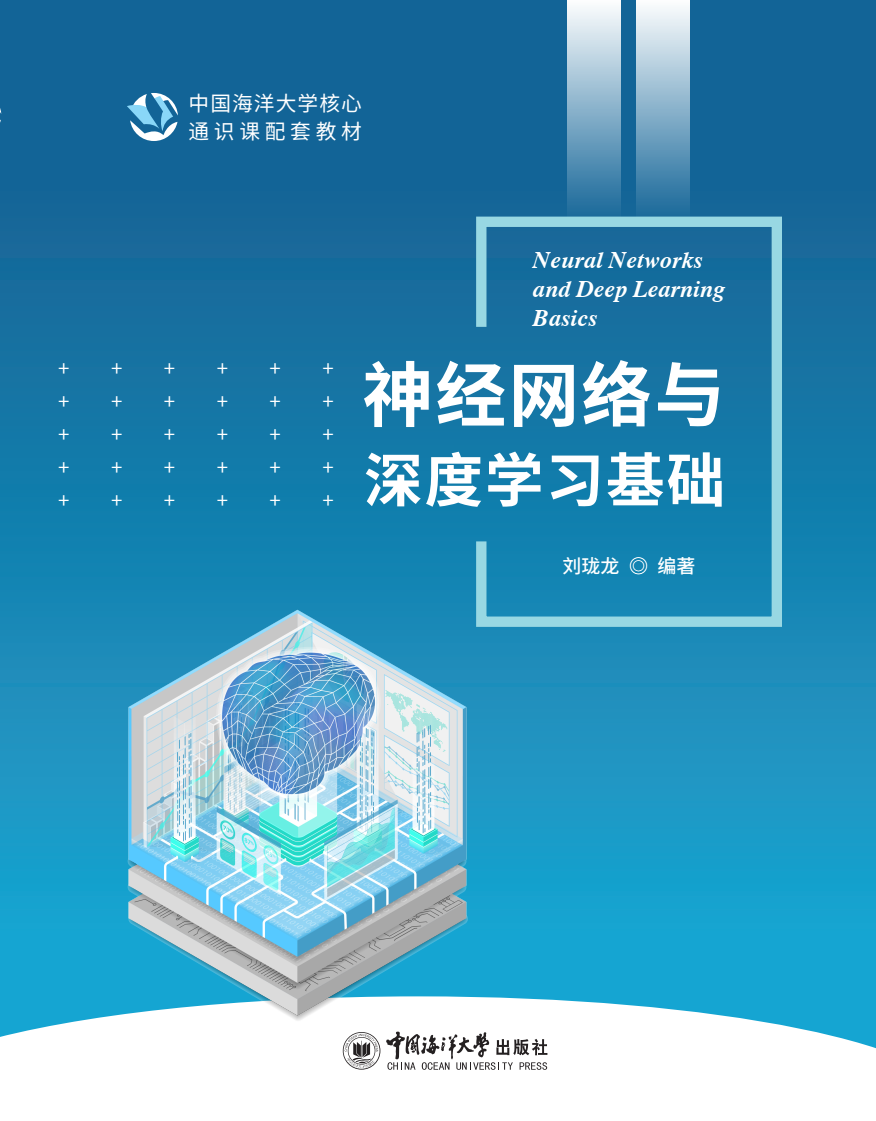 中国海洋大学核心
通识课配套教材
Neural Networks
and Deep Learning
Basics
神经网络与
深度学习基础
刘珑龙 ◎ 编著
中国海洋大学出版社
CHINA OCEAN UNIVERSITY PRESS